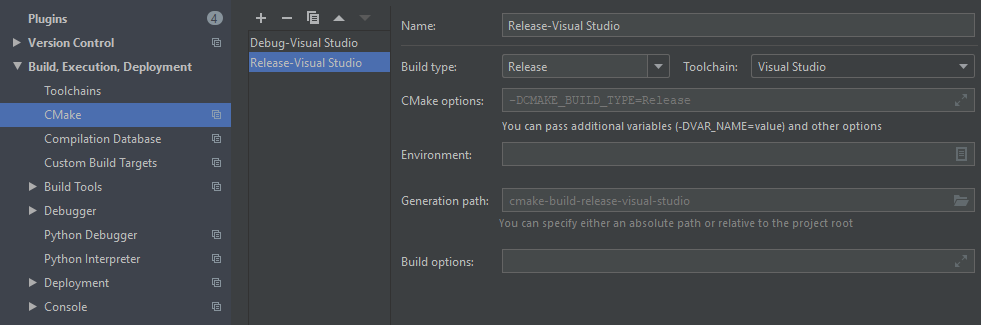 Plugins 4
Version Control
Build, Execution, Deployment
Toolchains
CMake
Compilation Database
Custom Build Targets
Build Tools
Debugger
Python Debugger
Python Interpreter
Deployment
Console
Debug-Visual Studio
Release-Visual Studio
Name: Release-Visual Studio
Build type: Release Toolchain: Visual Studio
CMake options: -DCMAKE_BUILD_TYPE=Release
You can pass additional variables (-DVAR_NAME=value) and other options
Environment:
Generation path: cmake-build-release-visual-studio
You can specify either an absolute path or relative to the project root
Build options: